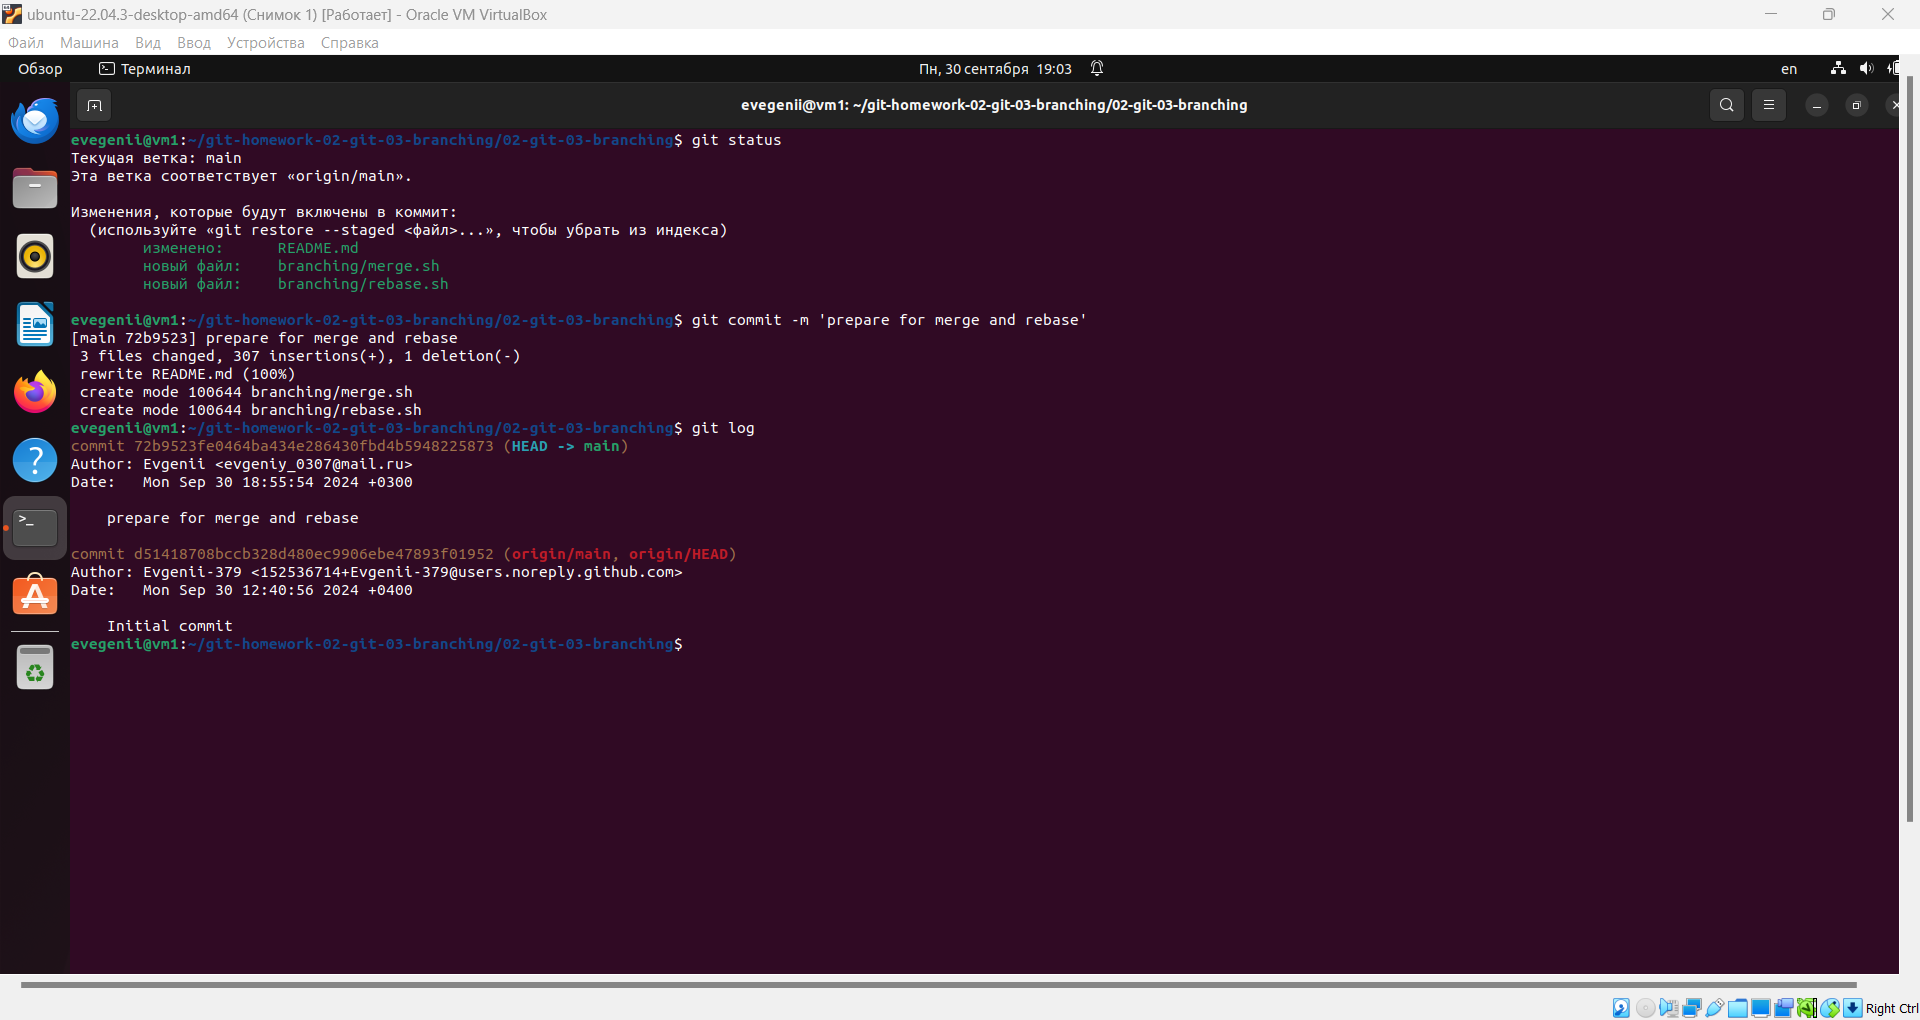 ubuntu-22.04.3-desktop-amd64 (Снимок 1) [Работает] - Oracle VM VirtualBox
Файл Машина Вид Ввод Устройства Справка
Обзор Терминал Пн, 30 сентября 19:03 en
evegenii@vm1: ~/git-homework-02-git-03-branching/02-git-03-branching
evegenii@vm1:~/git-homework-02-git-03-branching/02-git-03-branching$ git status
Текущая ветка: main
Эта ветка соответствует «origin/main».
Изменения, которые будут включены в коммит:
(используйте «git restore --staged <файл>...», чтобы убрать из индекса)
изменено: README.md
новый файл: branching/merge.sh
новый файл: branching/rebase.sh
evegenii@vm1:~/git-homework-02-git-03-branching/02-git-03-branching$ git commit -m 'prepare for merge and rebase'
[main 72b9523] prepare for merge and rebase
3 files changed, 307 insertions(+), 1 deletion(-)
rewrite README.md (100%)
create mode 100644 branching/merge.sh
create mode 100644 branching/rebase.sh
evegenii@vm1:~/git-homework-02-git-03-branching/02-git-03-branching$ git log
commit 72b9523fe0464ba434e286430fbd4b5948225873 (HEAD -> main)
Author: Evgenii <evgeniy_0307@mail.ru>
Date: Mon Sep 30 18:55:54 2024 +0300
prepare for merge and rebase
commit d51418708bccb328d480ec9906ebe47893f01952 (origin/main, origin/HEAD)
Author: Evgenii-379 <152536714+Evgenii-379@users.noreply.github.com>
Date: Mon Sep 30 12:40:56 2024 +0400
Initial commit
evegenii@vm1:~/git-homework-02-git-03-branching/02-git-03-branching$
Right Ctrl